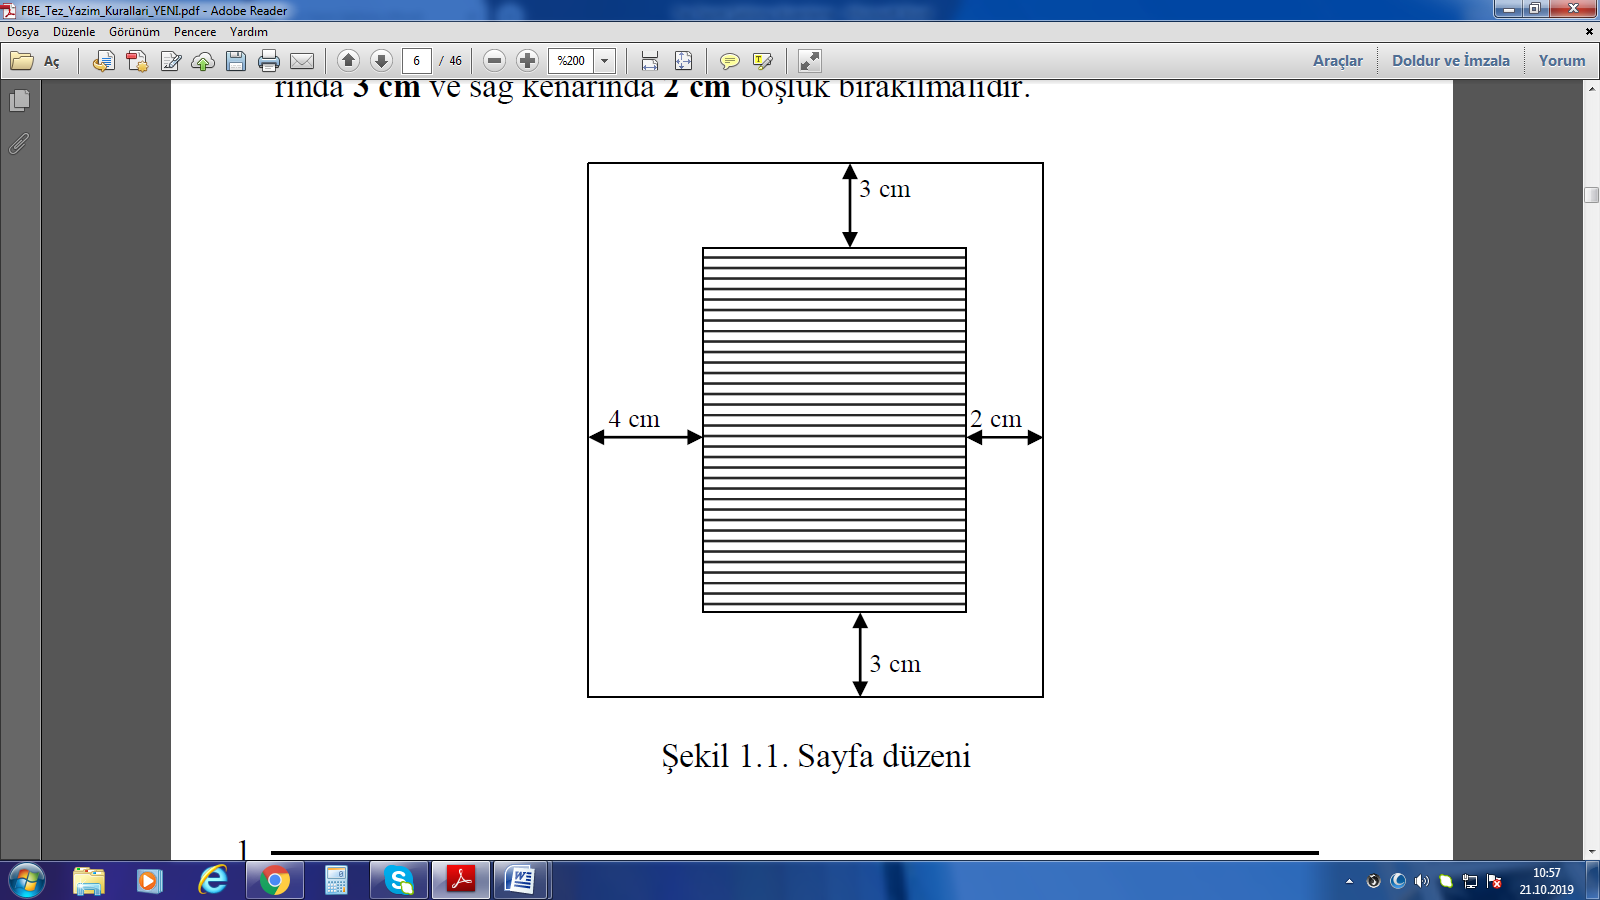 FBE_Tez_Yazim_Kurallari_YENI.pdf - Adobe Reader
Dosya Düzenle Görünüm Pencere Yardım
Aç 6 / 46 %200 Araçlar Doldur ve İmzala Yorum
rında 3 cm ve sağ kenarında 2 cm boşluk bırakılmalıdır.
3 cm
4 cm
2 cm
3 cm
Şekil 1.1. Sayfa düzeni
1
10:57
21.10.2019